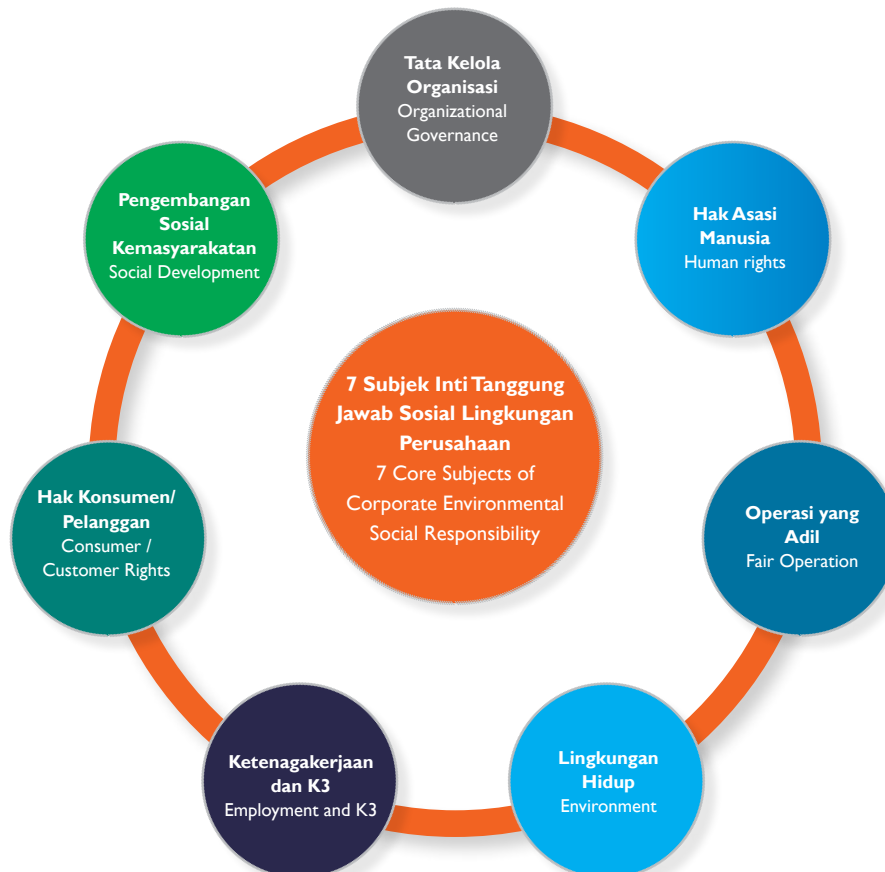 Tata Kelola
Organisasi
Organizational
Governance
Hak Asasi
Manusia
Human rights
Operasi yang
Adil
Fair Operation
Lingkungan
Hidup
Environment
Ketenagakerjaan
dan K3
Employment and K3
Hak Konsumen/
Pelanggan
Consumer /
Customer Rights
Pengembangan
Sosial
Kemasyarakatan
Social Development
7 Subjek Inti Tanggung
Jawab Sosial Lingkungan
Perusahaan
7 Core Subjects of
Corporate Environmental
Social Responsibility